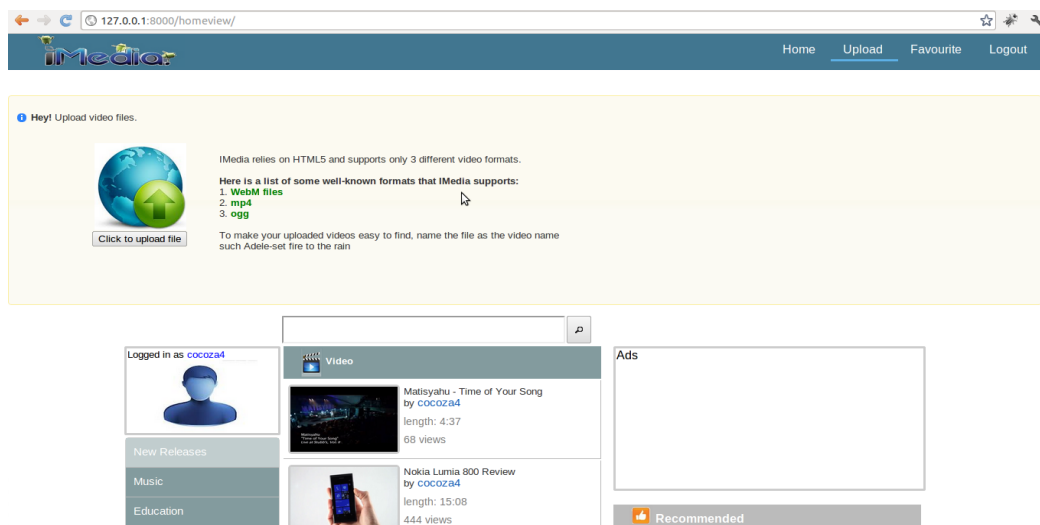 127.0.0.1:8000/homeview/
iMedia
Home Upload Favourite Logout
Hey! Upload video files.
IMedia relies on HTML5 and supports only 3 different video formats.
Here is a list of some well-known formats that IMedia supports:
1. WebM files
2. mp4
3. ogg
Click to upload file
To make your uploaded videos easy to find, name the file as the video name
such Adele-set fire to the rain
Logged in as cocoza4
New Releases
Music
Education
Video
Matisyahu - Time of Your Song
by cocoza4
length: 4:37
68 views
Nokia Lumia 800 Review
by cocoza4
length: 15:08
444 views
Ads
Recommended